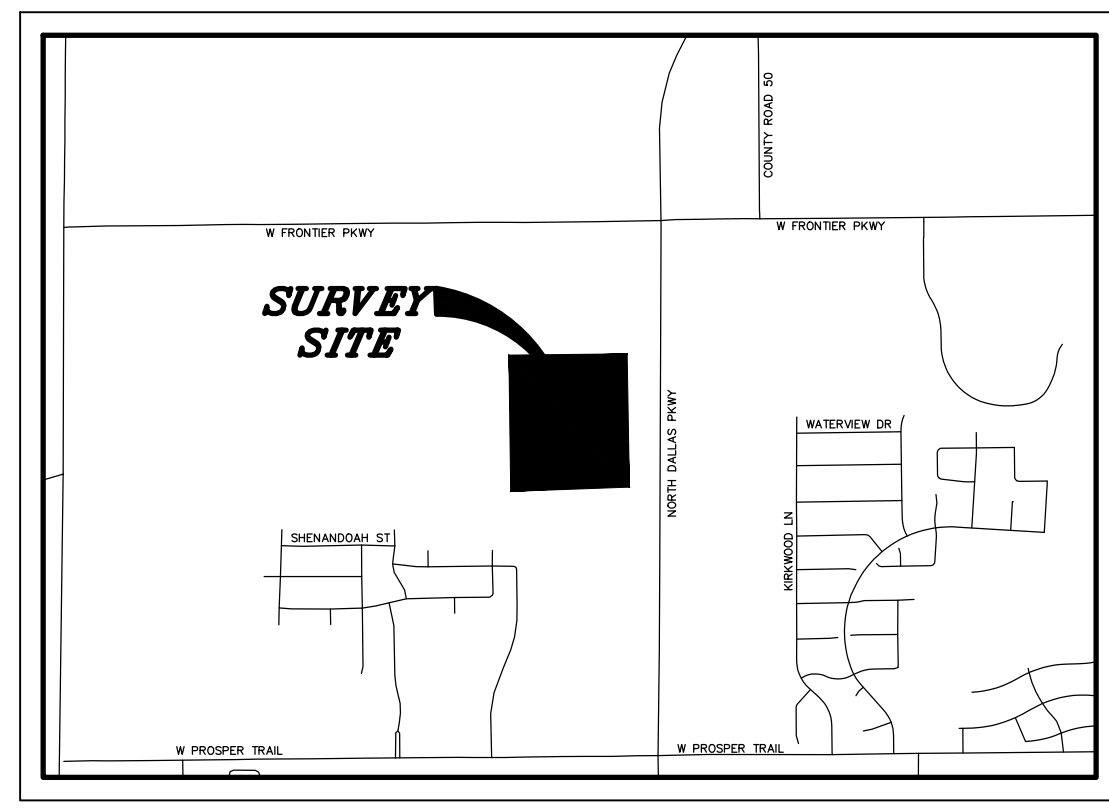 COUNTY ROAD 50
W FRONTIER PKWY
W FRONTIER PKWY
SURVEY
SITE
NORTH DALLAS PKWY
WATERVIEW DR
KIRKWOOD LN
SHENANDOAH ST
W PROSPER TRAIL
W PROSPER TRAIL